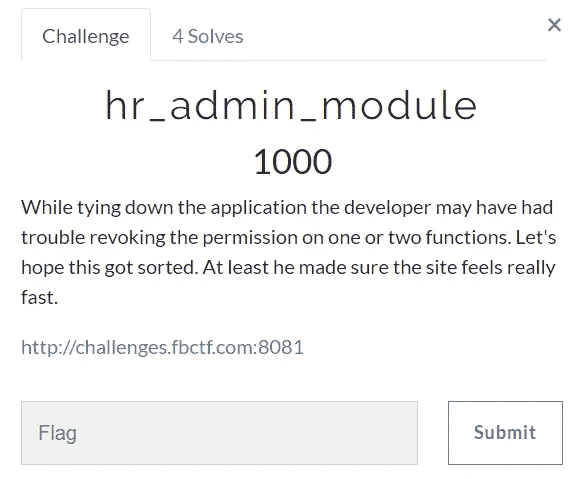 Challenge
4 Solves
×
hr_admin_module
1000
While tying down the application the developer may have had
trouble revoking the permission on one or two functions. Let's
hope this got sorted. At least he made sure the site feels really
fast.
http://challenges.fbctf.com:8081
Flag
Submit